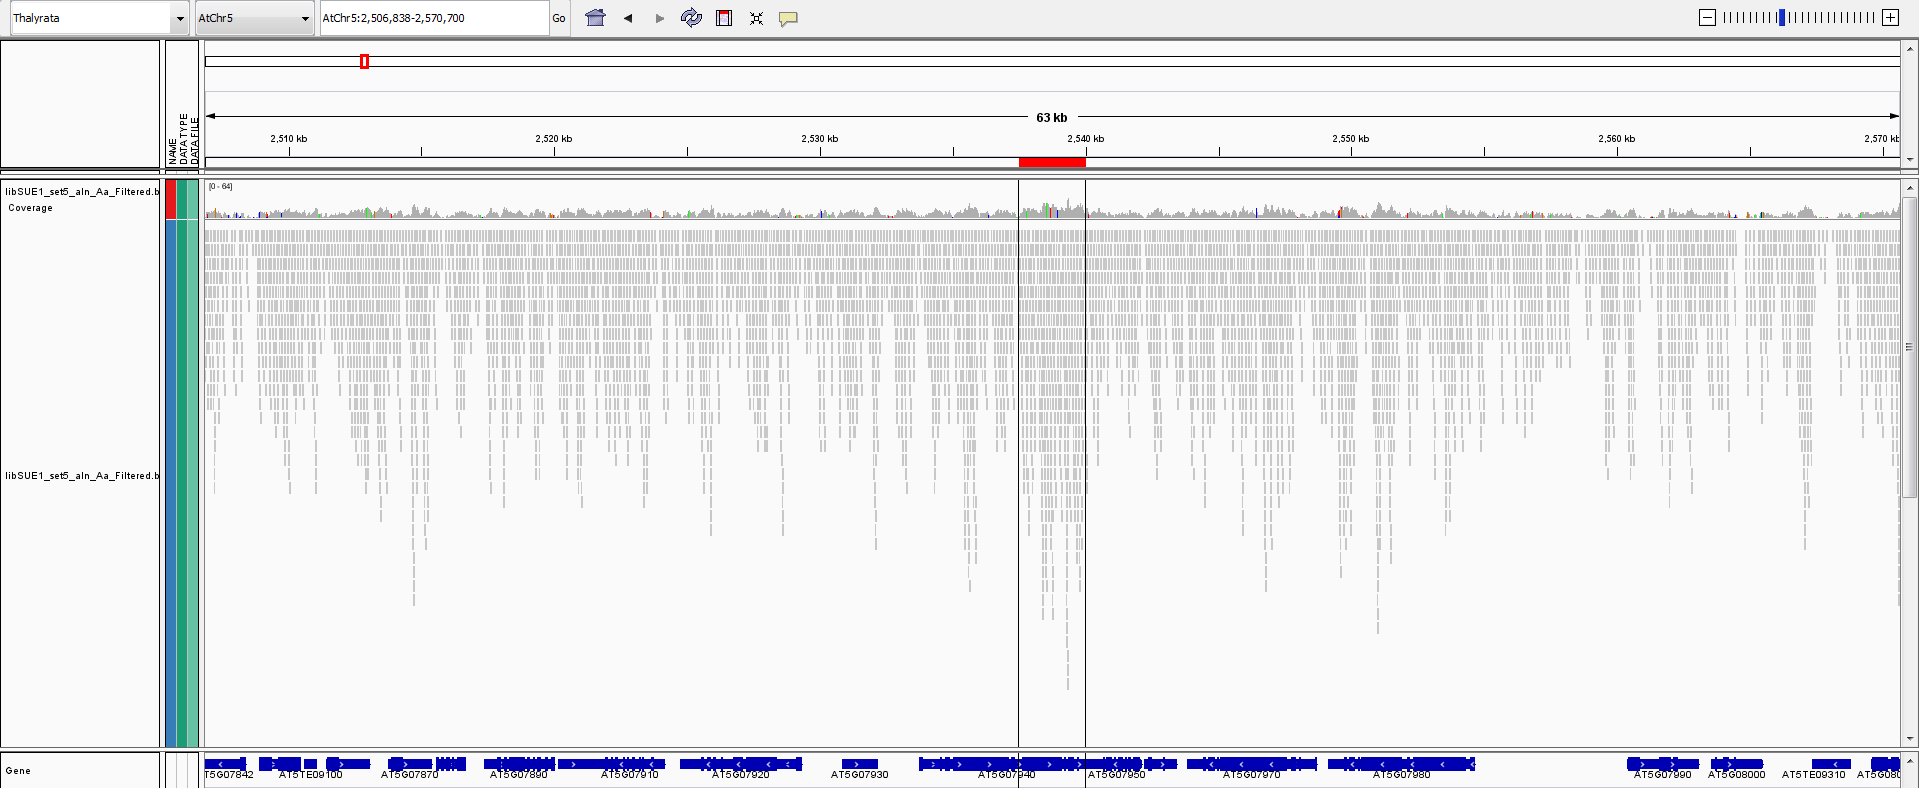 Thalyrata AtChr5 AtChr5:2,506,838-2,570,700 Go
NAME
DATA TYPE
DATA FILE
63 kb
2,510 kb 2,520 kb 2,530 kb 2,540 kb 2,550 kb 2,560 kb 2,570 kb
libSUE1_set5_aln_Aa_Filtered.b
Coverage
[0 - 64]
libSUE1_set5_aln_Aa_Filtered.b
Gene
T5G07842 AT5TE09100 AT5G07870 AT5G07890 AT5G07910 AT5G07920 AT5G07930 AT5G07940 AT5G07950 AT5G07970 AT5G07980 AT5G07990 AT5G08000 AT5TE09310 AT5G080